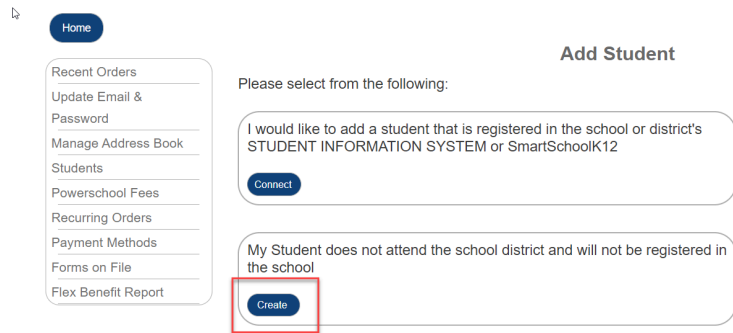 Home
Add Student
Recent Orders
Update Email &
Password
Manage Address Book
Students
Powerschool Fees
Recurring Orders
Payment Methods
Forms on File
Flex Benefit Report
Please select from the following:
I would like to add a student that is registered in the school or district's
STUDENT INFORMATION SYSTEM or SmartSchoolK12
Connect
My Student does not attend the school district and will not be registered in
the school
Create